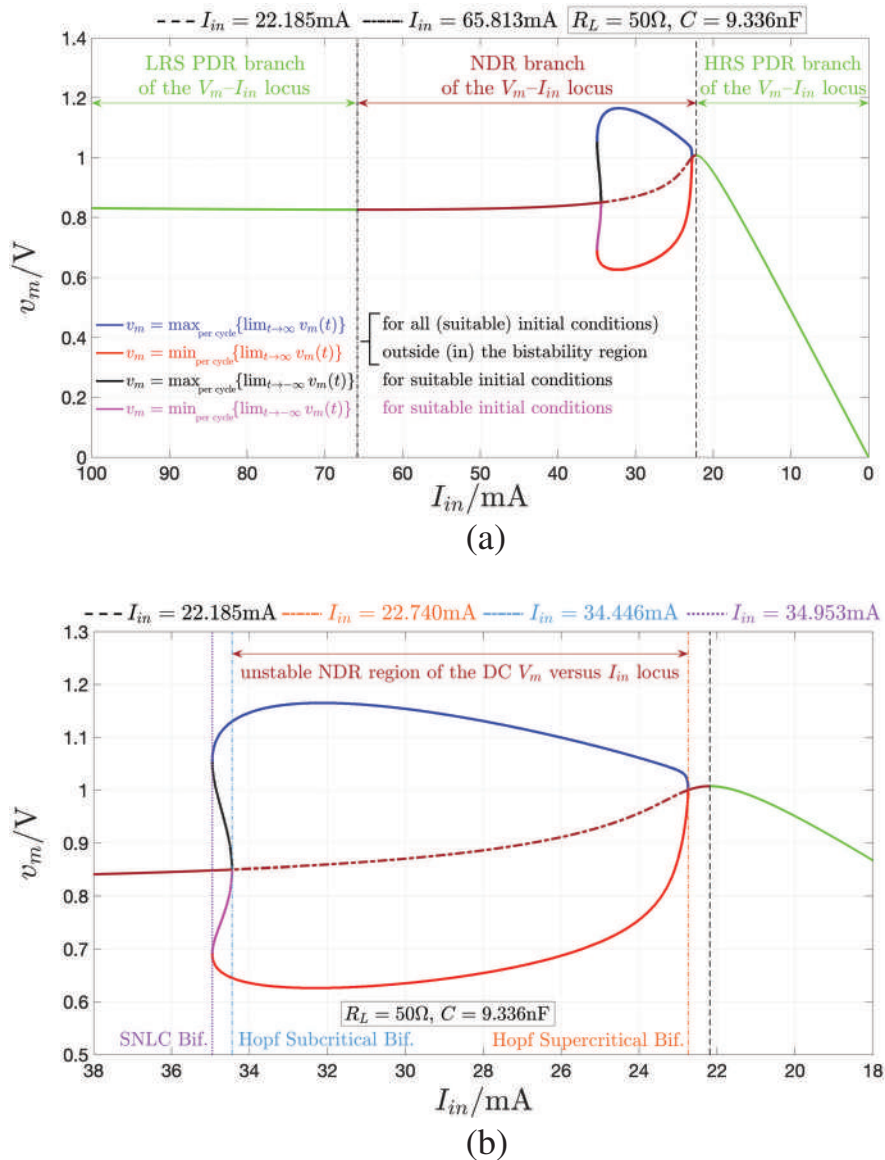 I_in = 22.185mA I_in = 65.813mA R_L = 50Ω, C = 9.336nF
1.4
1.2
1
0.8
0.6
0.4
0.2
0
v_m/V
LRS PDR branch
of the V_m–I_in locus
NDR branch
of the V_m–I_in locus
HRS PDR branch
of the V_m–I_in locus
v_m = max_per cycle{lim_t→∞ v_m(t)} for all (suitable) initial conditions)
v_m = min_per cycle{lim_t→∞ v_m(t)} outside (in) the bistability region
v_m = max_per cycle{lim_t→−∞ v_m(t)} for suitable initial conditions
v_m = min_per cycle{lim_t→−∞ v_m(t)} for suitable initial conditions
100 90 80 70 60 50 40 30 20 10 0
I_in/mA
(a)
I_in = 22.185mA I_in = 22.740mA I_in = 34.446mA I_in = 34.953mA
1.3
1.2
1.1
1
0.9
0.8
0.7
0.6
0.5
v_m/V
unstable NDR region of the DC V_m versus I_in locus
R_L = 50Ω, C = 9.336nF
SNLC Bif. Hopf Subcritical Bif. Hopf Supercritical Bif.
38 36 34 32 30 28 26 24 22 20 18
I_in/mA
(b)